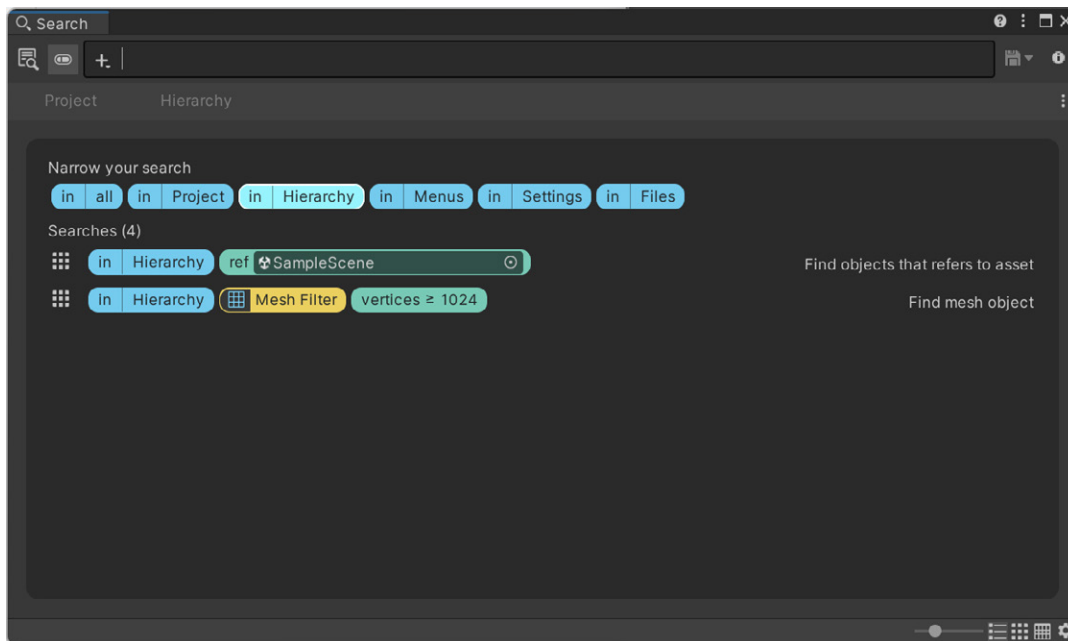 Search
Project Hierarchy
Narrow your search
in all in Project in Hierarchy in Menus in Settings in Files
Searches (4)
in Hierarchy ref SampleScene Find objects that refers to asset
in Hierarchy Mesh Filter vertices ≥ 1024 Find mesh object